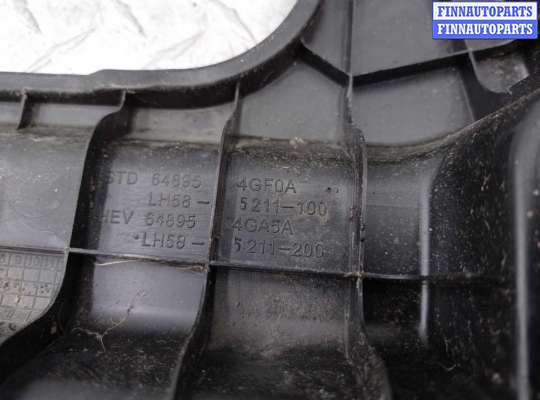 FINNAUTOPARTS
FINNAUTOPARTS
STD 64895 4GF0A
LH58- 5211-100
HEV 64895 4GA5A
LH58- 5211-200